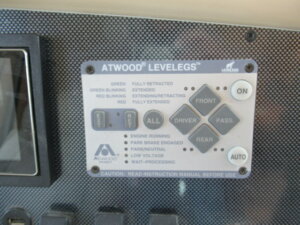 ATWOOD® LEVELEGS™
GREEN FULLY RETRACTED
GREEN BLINKING EXTENDED
RED BLINKING EXTENDING/RETRACTING
RED FULLY EXTENDED
ON
FRONT
ALL
DRIVER
PASS.
REAR
AUTO
ENGINE RUNNING
PARK BRAKE ENGAGED
PARK/NEUTRAL
LOW VOLTAGE
WAIT-PROCESSING
CAUTION: READ INSTRUCTION MANUAL BEFORE USE